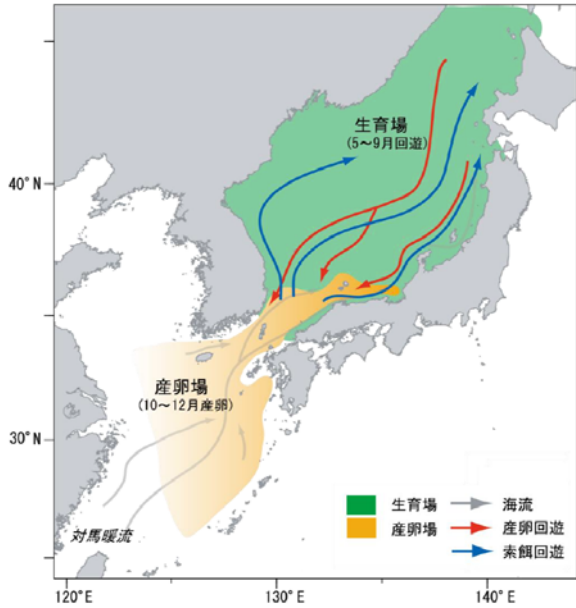 生育場
(5〜9月回遊)
40°N
産卵場
(10〜12月産卵)
30°N
対馬暖流
生育場
産卵場
海流
産卵回遊
素餌回遊
120°E
130°E
140°E